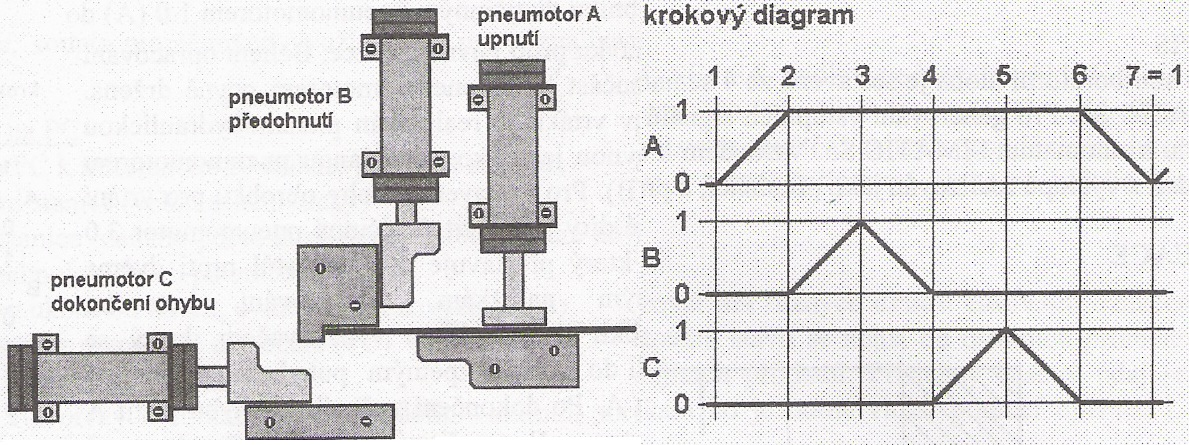 pneumotor A
upnutí
pneumotor B
předohnutí
pneumotor C
dokončení ohybu
krokový diagram
1 2 3 4 5 6 7 = 1
1
A
0
1
B
0
1
C
0